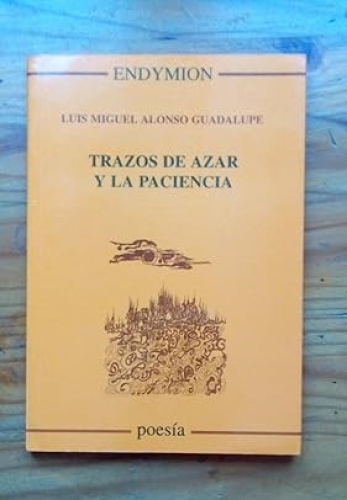 ENDYMION
LUIS MIGUEL ALONSO GUADALUPE
TRAZOS DE AZAR
Y LA PACIENCIA
poesía